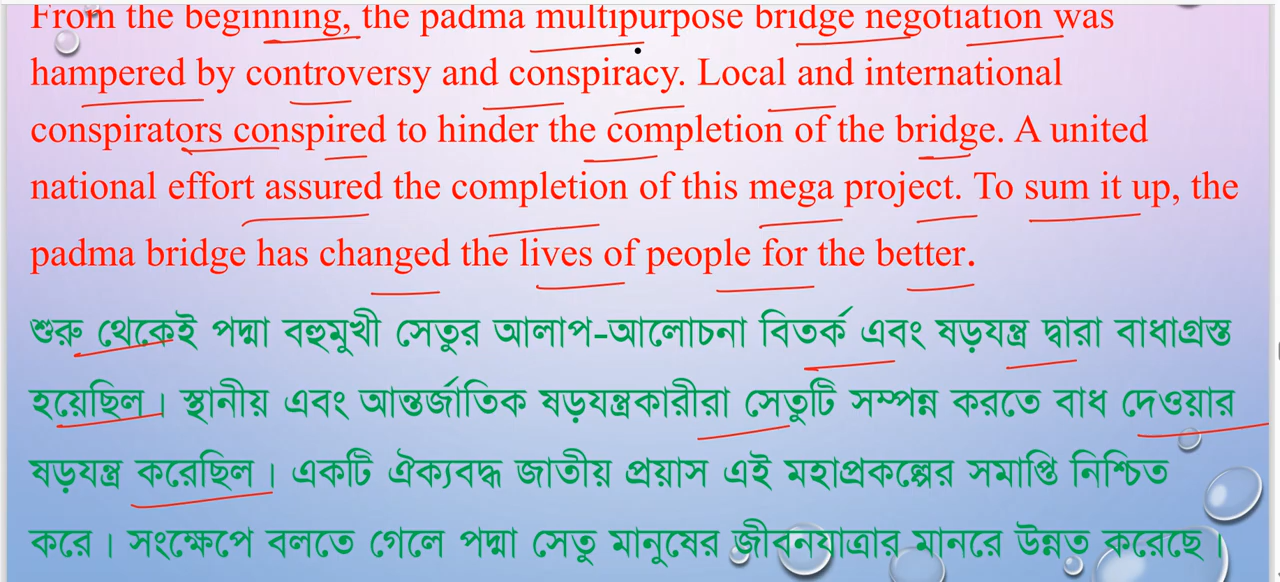 From the beginning, the padma multipurpose bridge negotiation was
hampered by controversy and conspiracy. Local and international
conspirators conspired to hinder the completion of the bridge. A united
national effort assured the completion of this mega project. To sum it up, the
padma bridge has changed the lives of people for the better.
শুরু থেকেই পদ্মা বহুমুখী সেতুর আলাপ-আলোচনা বিতর্ক এবং ষড়যন্ত্র দ্বারা বাধাগ্রস্ত
হয়েছিল। স্থানীয় এবং আন্তর্জাতিক ষড়যন্ত্রকারীরা সেতুটি সম্পন্ন করতে বাধ দেওয়ার
ষড়যন্ত্র করেছিল। একটি ঐক্যবদ্ধ জাতীয় প্রয়াস এই মহাপ্রকল্পের সমাপ্তি নিশ্চিত
করে। সংক্ষেপে বলতে গেলে পদ্মা সেতু মানুষের জীবনযাত্রার মানরে উন্নত করেছে।